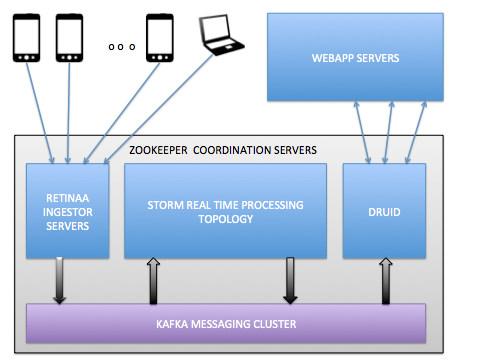 o o o
WEBAPP SERVERS
ZOOKEEPER COORDINATION SERVERS
RETINAA
INGESTOR
SERVERS
STORM REAL TIME PROCESSING
TOPOLOGY
DRUID
KAFKA MESSAGING CLUSTER